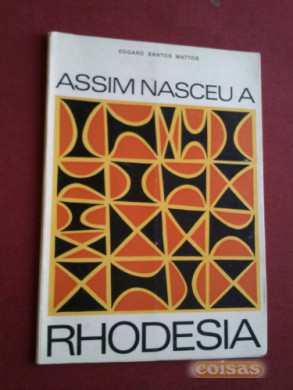 EDGARD SANTOS MATTOS
ASSIM NASCEU A
RHODESIA
coisas